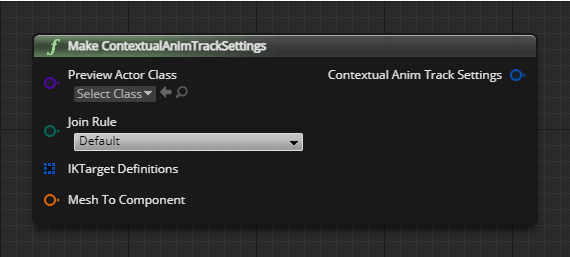 f Make ContextualAnimTrackSettings
Preview Actor Class
Contextual Anim Track Settings
Select Class
Join Rule
Default
IKTarget Definitions
Mesh To Component